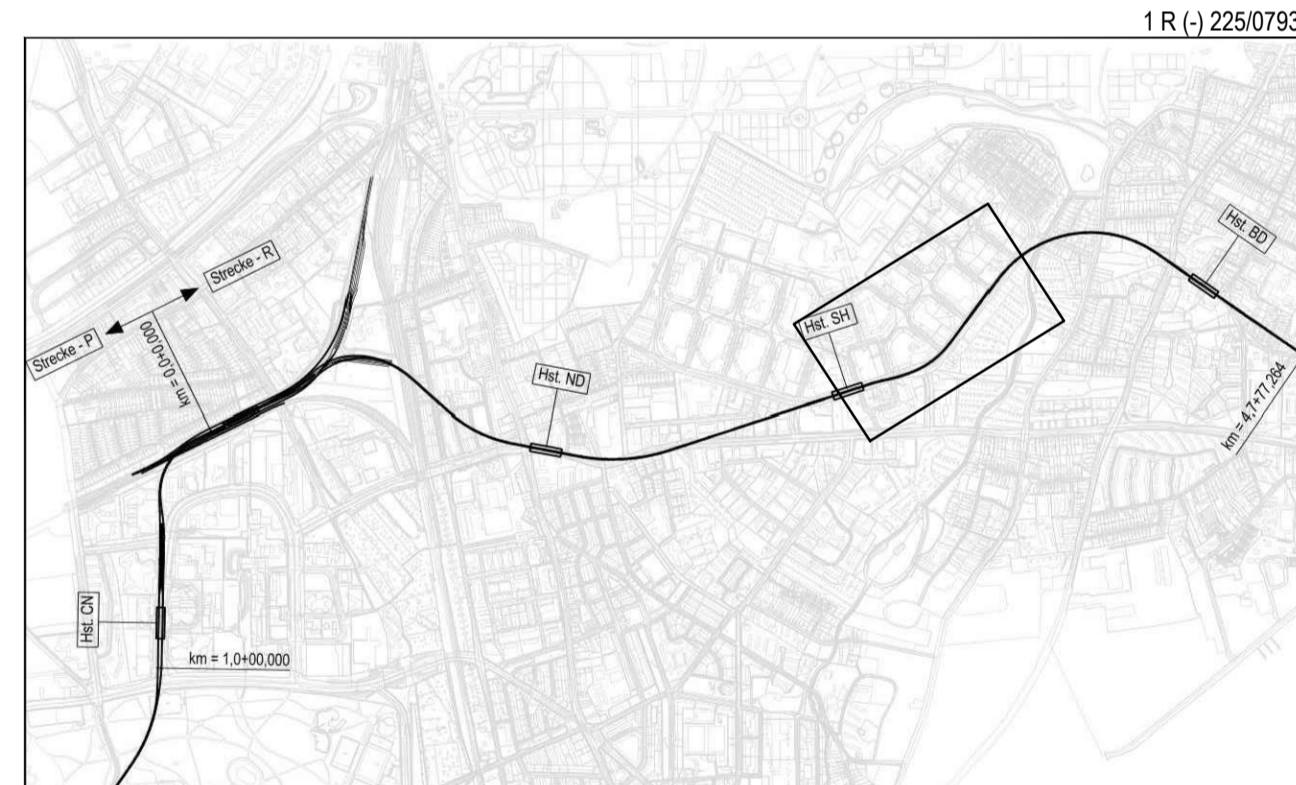 1 R (-) 225/0793
Hst. BD
Strecke - R
Strecke - P
km = 0,0+0,000
Hst. SH
Hst. ND
km = 4,7+77,264
Hst. CN
km = 1,0+00,000